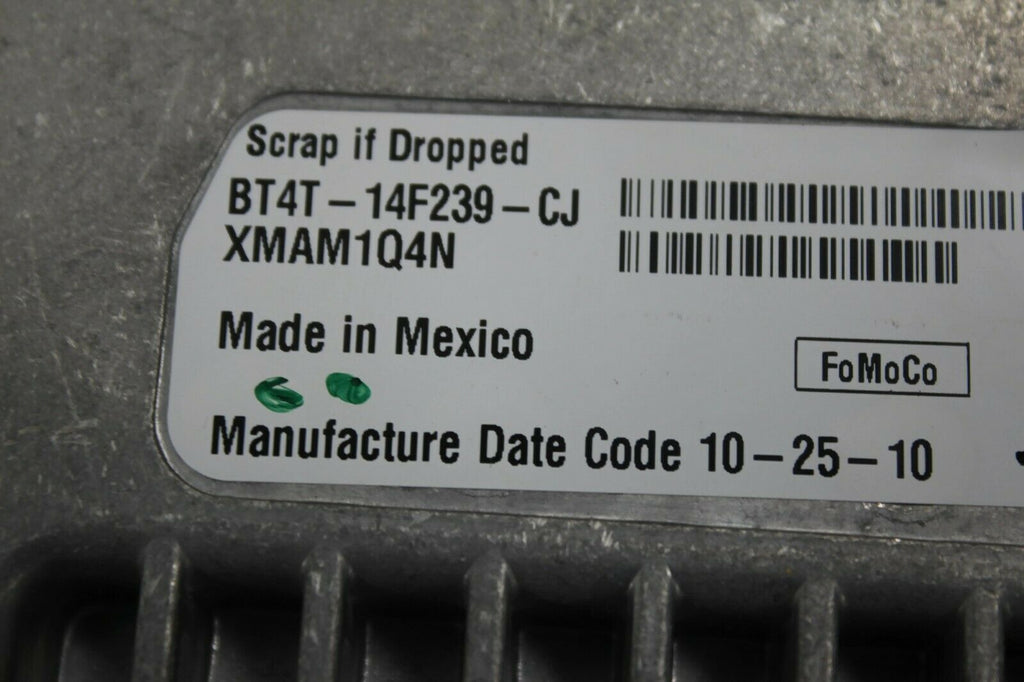 Scrap if Dropped
BT4T-14F239-CJ
XMAM1Q4N
Made in Mexico
FoMoCo
Manufacture Date Code 10-25-10